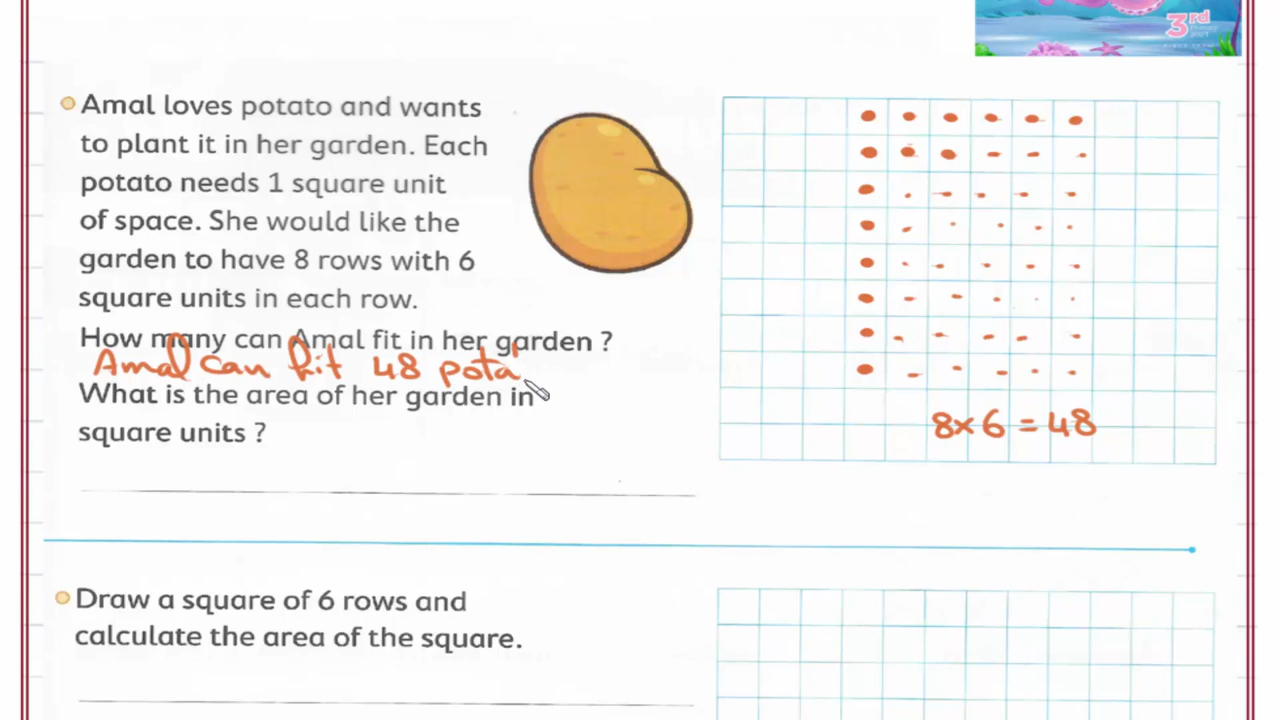 3rd
Amal loves potato and wants
to plant it in her garden. Each
potato needs 1 square unit
of space. She would like the
garden to have 8 rows with 6
square units in each row.
How many can Amal fit in her garden ?
Amal can fit 48 pota
What is the area of her garden in
square units ?
8×6=48
Draw a square of 6 rows and
calculate the area of the square.